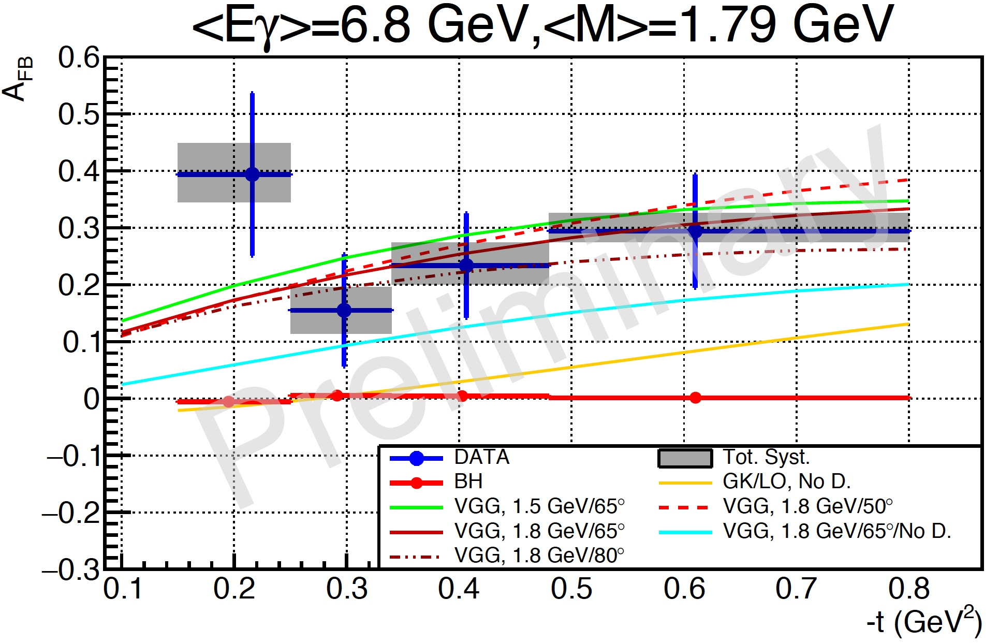 <Eγ>=6.8 GeV,<M>=1.79 GeV
A_FB
0.6
0.5
0.4
0.3
0.2
0.1
0
−0.1
−0.2
−0.3
Preliminary
DATA
Tot. Syst.
BH
GK/LO, No D.
VGG, 1.5 GeV/65°
VGG, 1.8 GeV/50°
VGG, 1.8 GeV/65°
VGG, 1.8 GeV/65°/No D.
VGG, 1.8 GeV/80°
0.1 0.2 0.3 0.4 0.5 0.6 0.7 0.8
-t (GeV²)